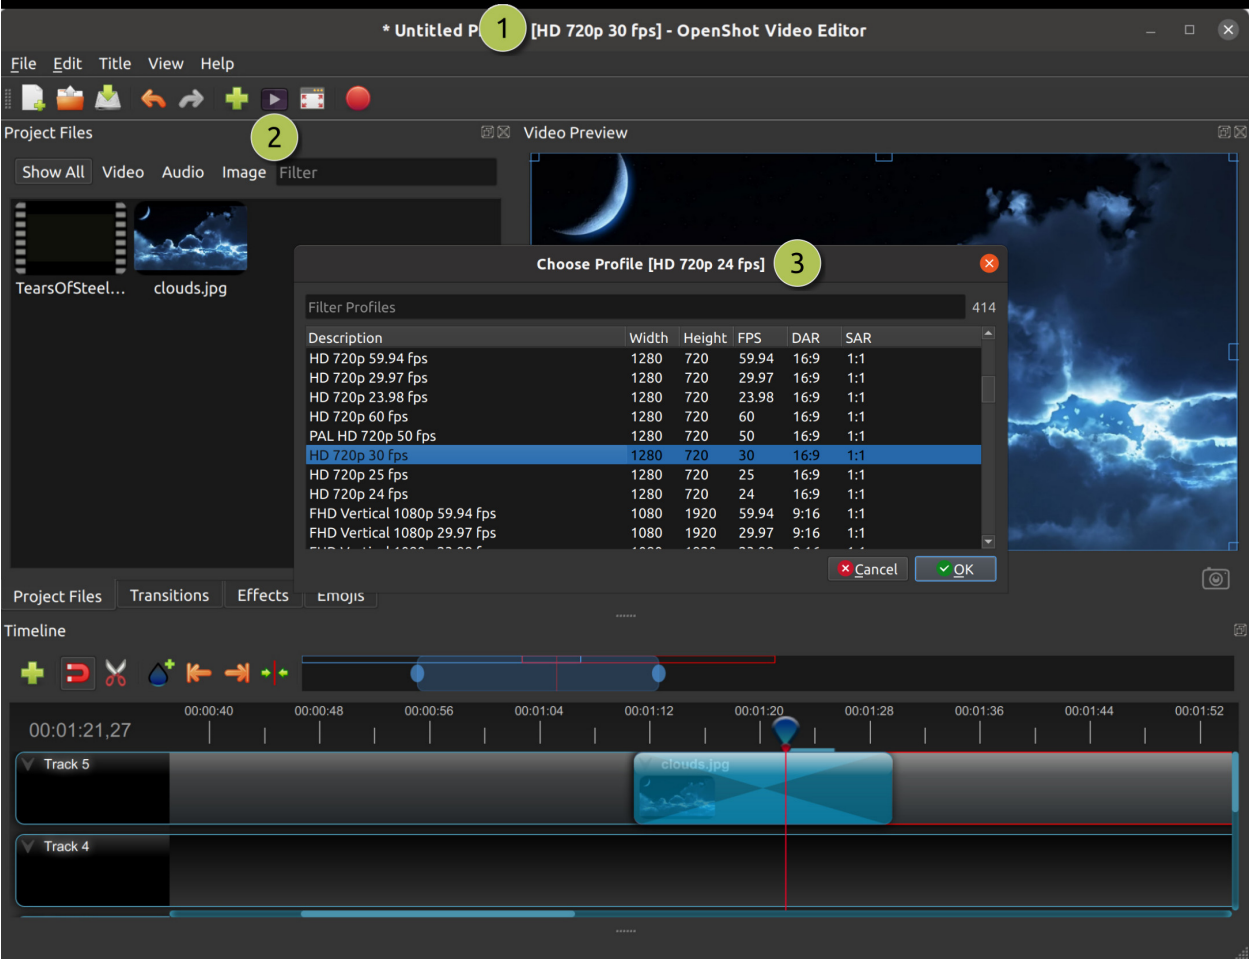 * Untitled P 1 [HD 720p 30 fps] - OpenShot Video Editor
File Edit Title View Help
Project Files 2
Video Preview
Show All Video Audio Image Filter
TearsOfSteel... clouds.jpg
Choose Profile [HD 720p 24 fps] 3
Filter Profiles 414
Description Width Height FPS DAR SAR
HD 720p 59.94 fps 1280 720 59.94 16:9 1:1
HD 720p 29.97 fps 1280 720 29.97 16:9 1:1
HD 720p 23.98 fps 1280 720 23.98 16:9 1:1
HD 720p 60 fps 1280 720 60 16:9 1:1
PAL HD 720p 50 fps 1280 720 50 16:9 1:1
HD 720p 30 fps 1280 720 30 16:9 1:1
HD 720p 25 fps 1280 720 25 16:9 1:1
HD 720p 24 fps 1280 720 24 16:9 1:1
FHD Vertical 1080p 59.94 fps 1080 1920 59.94 9:16 1:1
FHD Vertical 1080p 29.97 fps 1080 1920 29.97 9:16 1:1
Cancel OK
Project Files Transitions Effects Emojis
Timeline
00:01:21,27
00:00:40 00:00:48 00:00:56 00:01:04 00:01:12 00:01:20 00:01:28 00:01:36 00:01:44 00:01:52
Track 5
clouds.jpg
Track 4